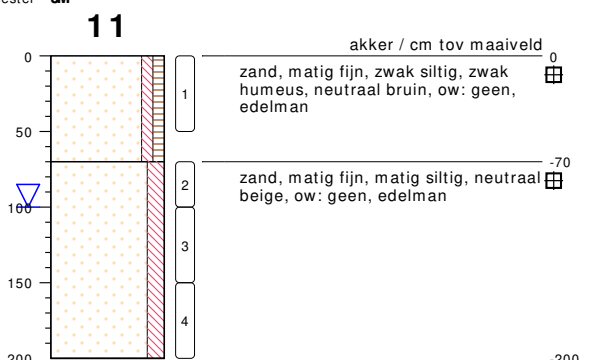 11
akker / cm tov maaiveld
0
0
zand, matig fijn, zwak siltig, zwak
humeus, neutraal bruin, ow: geen,
edelman
1
50
-70
zand, matig fijn, matig siltig, neutraal
beige, ow: geen, edelman
2
100
3
150
4
200
-200